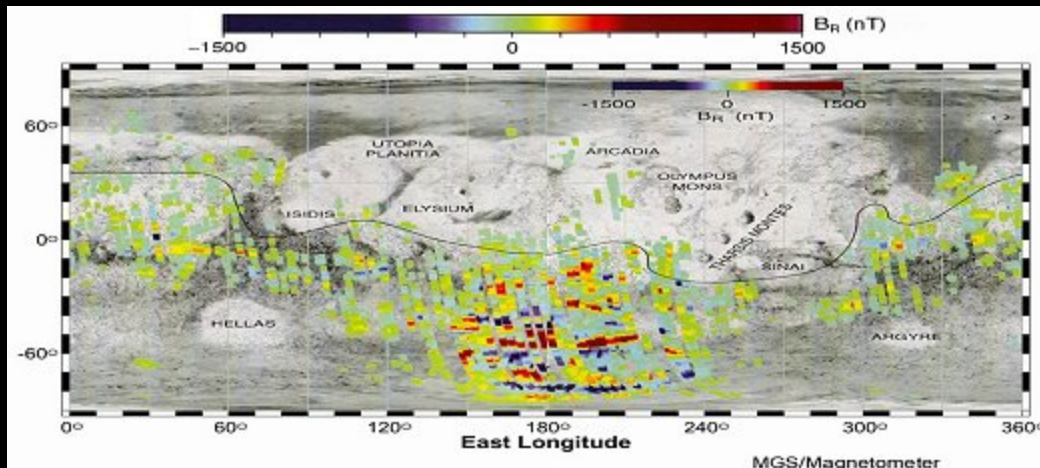 B_R (nT)
-1500 0 1500
-1500 0 1500
B_R (nT)
60°
UTOPIA
PLANITIA
ARCADIA
OLYMPUS
MONS
ISIDIS
ELYSIUM
THARSIS MONTES
0°
SINAI
HELLAS
ARGYRE
-60°
0° 60° 120° 180° 240° 300° 360°
East Longitude
MGS/Magnetometer